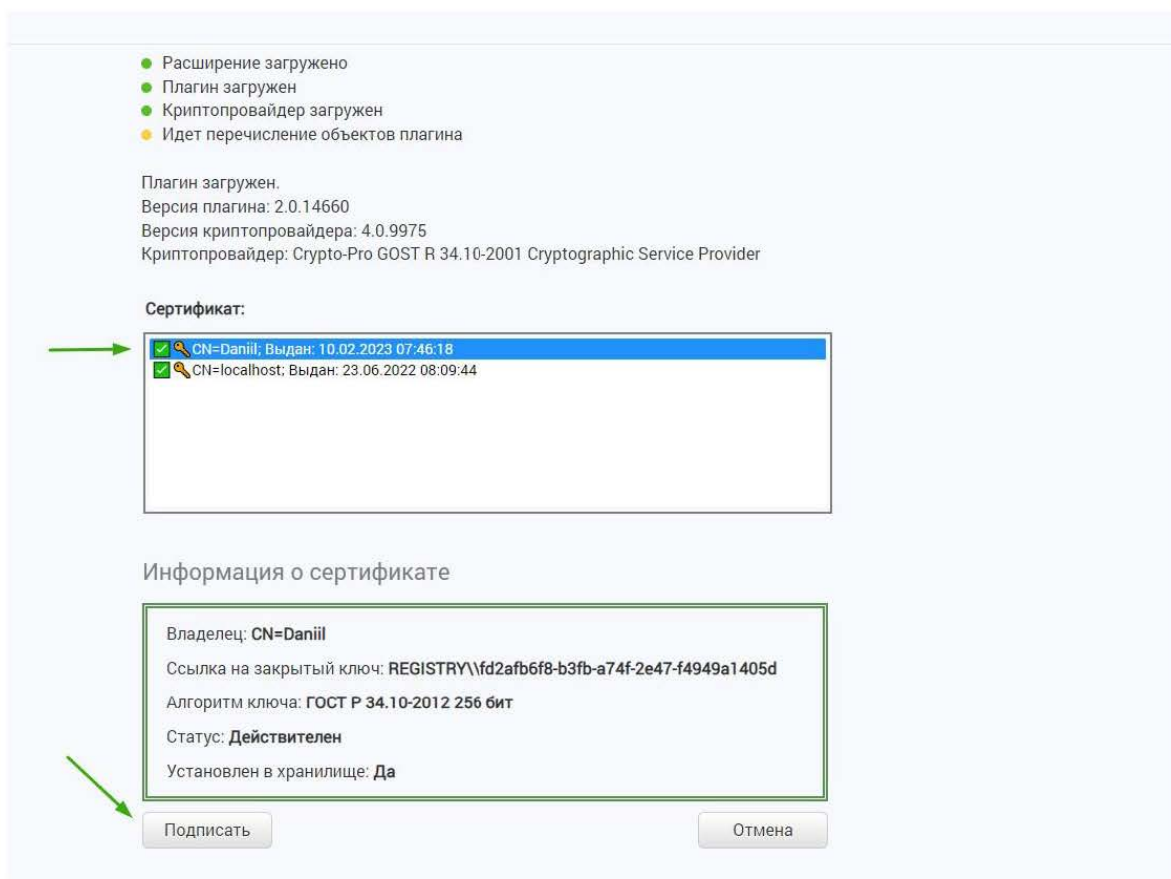 Расширение загружено
Плагин загружен
Криптопровайдер загружен
Идет перечисление объектов плагина
Плагин загружен.
Версия плагина: 2.0.14660
Версия криптопровайдера: 4.0.9975
Криптопровайдер: Crypto-Pro GOST R 34.10-2001 Cryptographic Service Provider
Сертификат:
CN=Daniil; Выдан: 10.02.2023 07:46:18
CN=localhost; Выдан: 23.06.2022 08:09:44
Информация о сертификате
Владелец: CN=Daniil
Ссылка на закрытый ключ: REGISTRY\\fd2afb6f8-b3fb-a74f-2e47-f4949a1405d
Алгоритм ключа: ГОСТ Р 34.10-2012 256 бит
Статус: Действителен
Установлен в хранилище: Да
Подписать Отмена